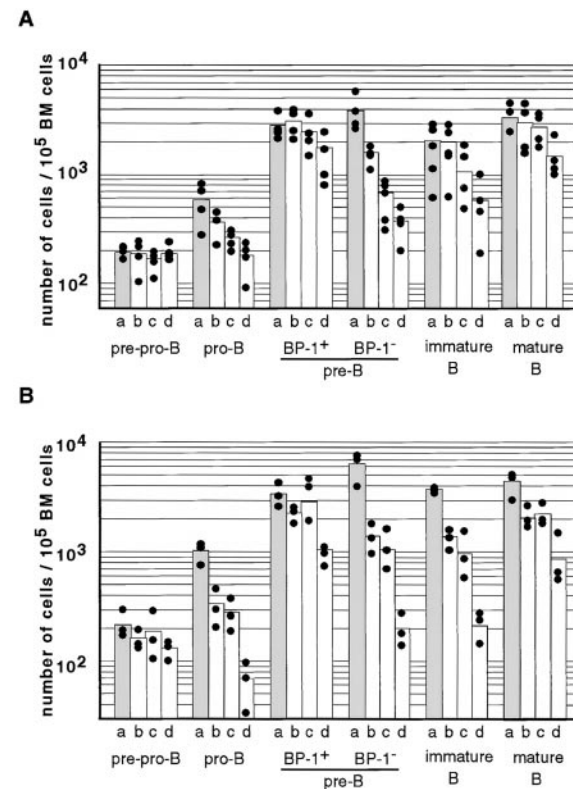 A
number of cells / 10⁵ BM cells
10⁴
10³
10²
a b c d a b c d a b c d a b c d a b c d a b c d
pre-pro-B pro-B BP-1⁺ BP-1⁻ immature mature
pre-B B B
B
number of cells / 10⁵ BM cells
10⁴
10³
10²
a b c d a b c d a b c d a b c d a b c d a b c d
pre-pro-B pro-B BP-1⁺ BP-1⁻ immature mature
pre-B B B